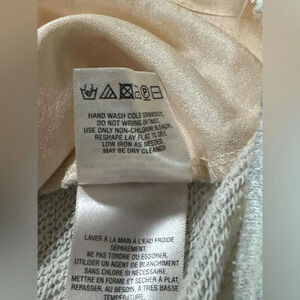 HAND WASH COLD SEPARATELY.
DO NOT WRING OR TWIST.
USE ONLY NON-CHLORINE BLEACH.
RESHAPE LAY FLAT TO DRY.
LOW IRON AS NEEDED.
MAY BE DRY CLEANED
LAVER À LA MAIN À L'EAU FROIDE
SÉPARÉMENT.
NE PAS TORDRE OU ESSORER.
UTILISER UN AGENT DE BLANCHIMENT
SANS CHLORE SI NECESSAIRE.
METTRE EN FORME ET SÉCHER À PLAT.
REPASSER, AU BESOIN, À TRÈS BASSE
TEMPÉRATURE.